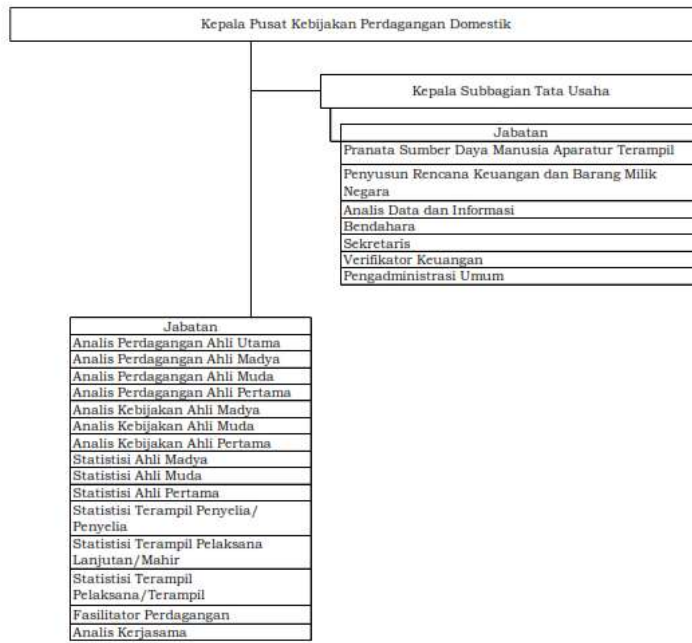 Kepala Pusat Kebijakan Perdagangan Domestik
Kepala Subbagian Tata Usaha
Jabatan
Pranata Sumber Daya Manusia Aparatur Terampil
Penyusun Rencana Keuangan dan Barang Milik
Negara
Analis Data dan Informasi
Bendahara
Sekretaris
Verifikator Keuangan
Pengadministrasi Umum
Jabatan
Analis Perdagangan Ahli Utama
Analis Perdagangan Ahli Madya
Analis Perdagangan Ahli Muda
Analis Perdagangan Ahli Pertama
Analis Kebijakan Ahli Madya
Analis Kebijakan Ahli Muda
Analis Kebijakan Ahli Pertama
Statistisi Ahli Madya
Statistisi Ahli Muda
Statistisi Ahli Pertama
Statistisi Terampil Penyelia/
Penyelia
Statistisi Terampil Pelaksana
Lanjutan/Mahir
Statistisi Terampil
Pelaksana/Terampil
Fasilitator Perdagangan
Analis Kerjasama